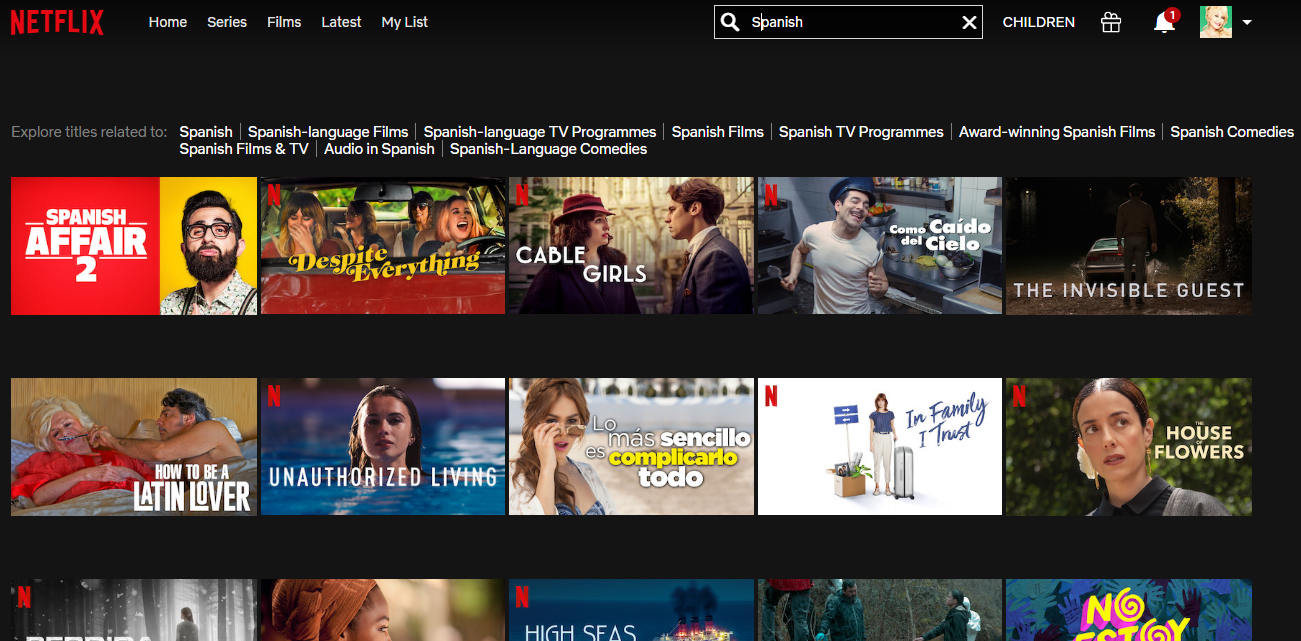 NETFLIX
Home Series Films Latest My List
Spanish
CHILDREN
1
Explore titles related to: Spanish | Spanish-language Films | Spanish-language TV Programmes | Spanish Films | Spanish TV Programmes | Award-winning Spanish Films | Spanish Comedies
Spanish Films & TV | Audio in Spanish | Spanish-Language Comedies
SPANISH
AFFAIR
2
N
Despite
Everything
N
CABLE
GIRLS
N
Como Caído
del Cielo
THE INVISIBLE GUEST
HOW TO BE A
LATIN LOVER
N
UNAUTHORIZED LIVING
Lo
más sencillo
es complicarlo
todo
N
In Family
I Trust
N
THE
HOUSE
OF
FLOWERS
N
PERDIDA
N
HIGH SEAS
NO
ESTOY